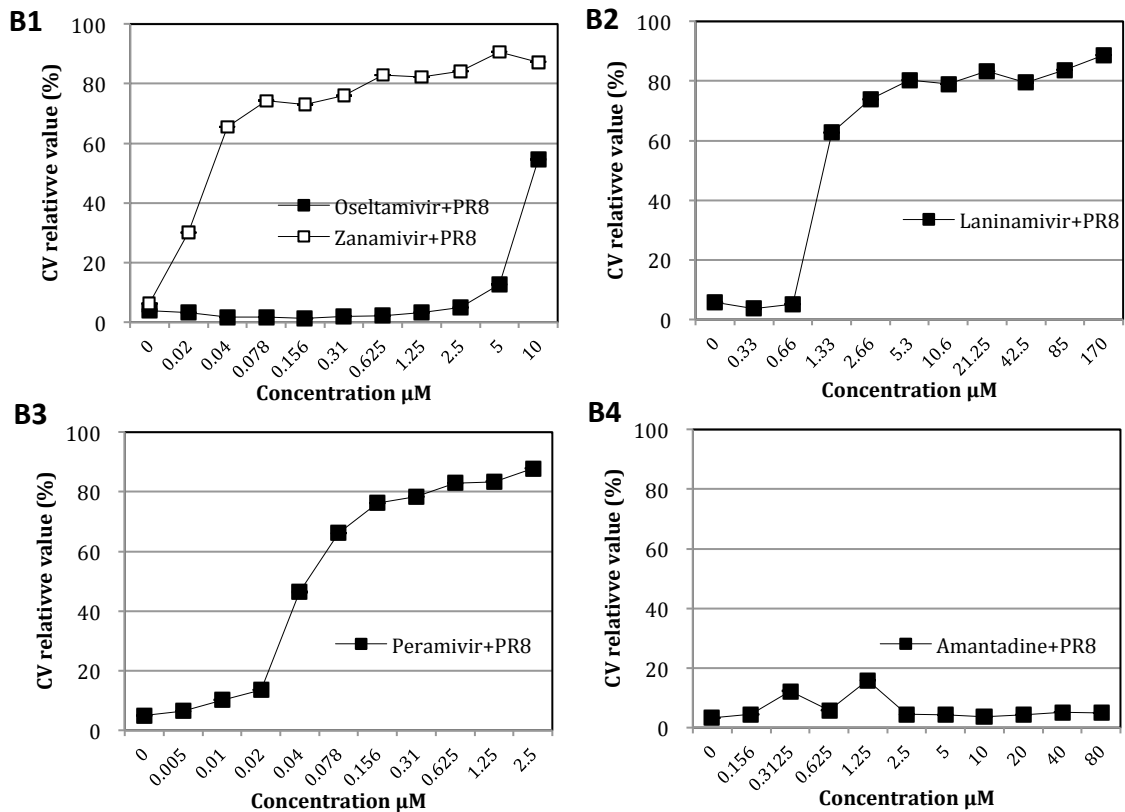 B1
100
80
60
40
20
0
CV relativve value (%)
Oseltamivir+PR8
Zanamivir+PR8
0 0.02 0.04 0.078 0.156 0.31 0.625 1.25 2.5 5 10
Concentration µM
B2
100
80
60
40
20
0
CV relativve value (%)
Laninamivir+PR8
0 0.33 0.66 1.33 2.66 5.3 10.6 21.25 42.5 85 170
Concentration µM
B3
100
80
60
40
20
0
CV relativve value (%)
Peramivir+PR8
0 0.005 0.01 0.02 0.04 0.078 0.156 0.31 0.625 1.25 2.5
Concentration µM
B4
100
80
60
40
20
0
CV relativve value (%)
Amantadine+PR8
0 0.156 0.3125 0.625 1.25 2.5 5 10 20 40 80
Concentration µM